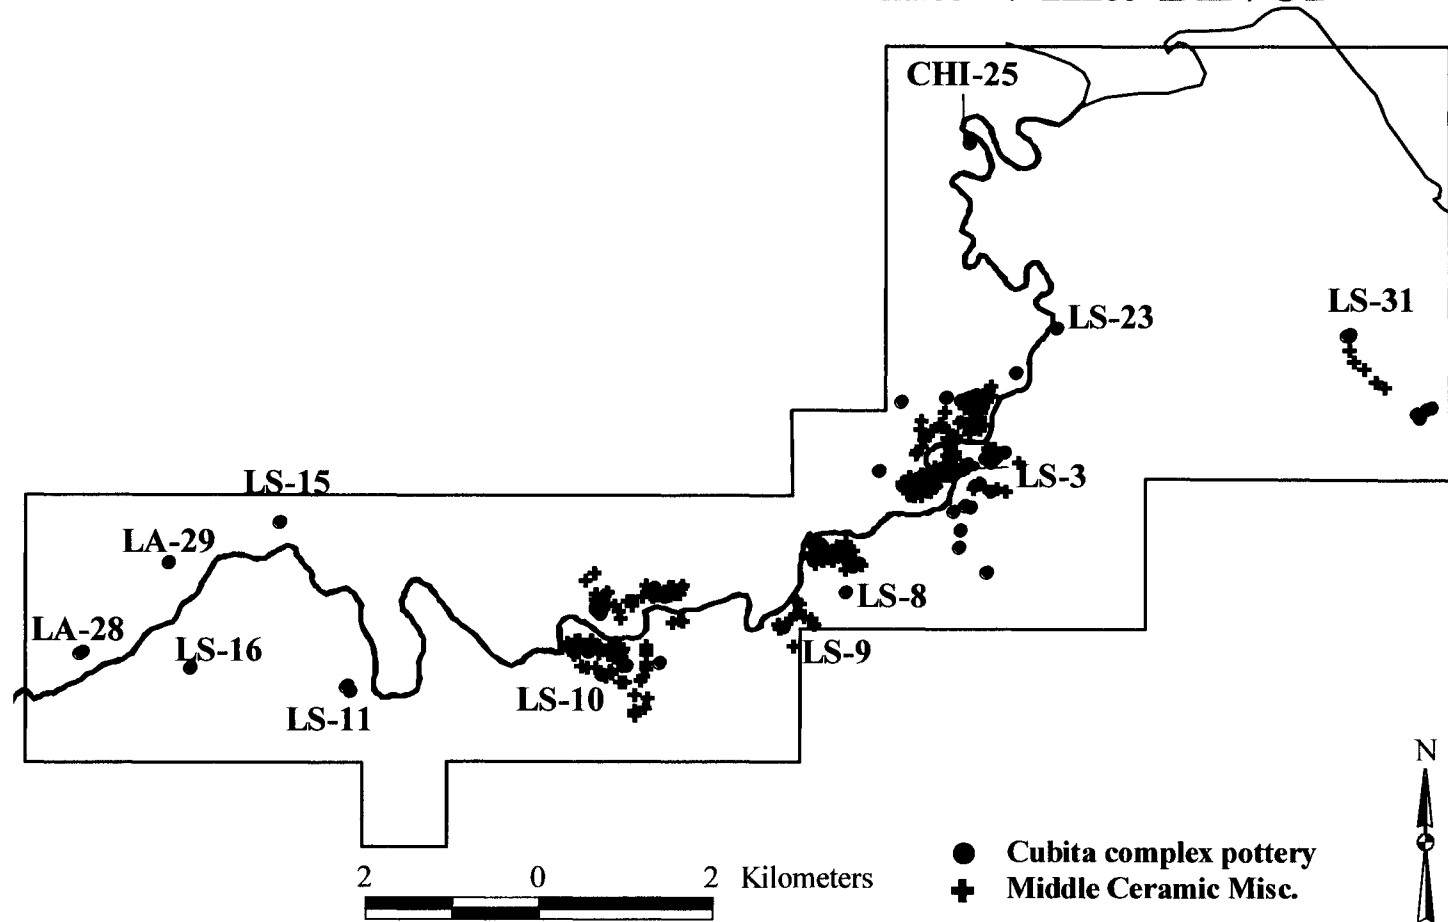 CHI-25
LS-31
LS-23
LS-3
LS-15
LA-29
LS-8
LA-28
LS-16
LS-9
LS-10
LS-11
N
2 0 2 Kilometers
Cubita complex pottery
Middle Ceramic Misc.